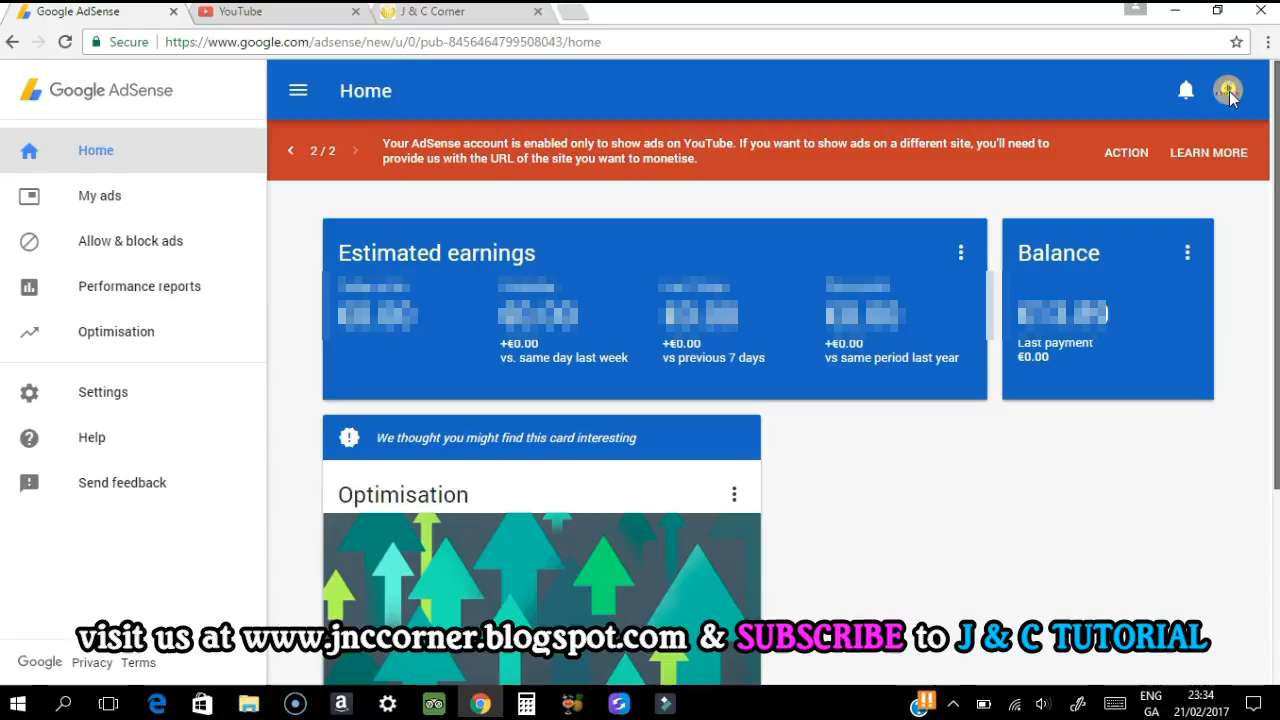 Google AdSense
YouTube
J & C Corner
Secure
https://www.google.com/adsense/new/u/0/pub-8456464799508043/home
Google AdSense
Home
Home
My ads
Allow & block ads
Performance reports
Optimisation
Settings
Help
Send feedback
Google Privacy Terms
2 / 2
Your AdSense account is enabled only to show ads on YouTube. If you want to show ads on a different site, you'll need to
provide us with the URL of the site you want to monetise.
ACTION
LEARN MORE
Estimated earnings
+€0.00
vs. same day last week
+€0.00
vs previous 7 days
+€0.00
vs same period last year
Balance
Last payment
€0.00
We thought you might find this card interesting
Optimisation
visit us at www.jnccorner.blogspot.com & SUBSCRIBE to J & C TUTORIAL
ENG
GA
23:34
21/02/2017